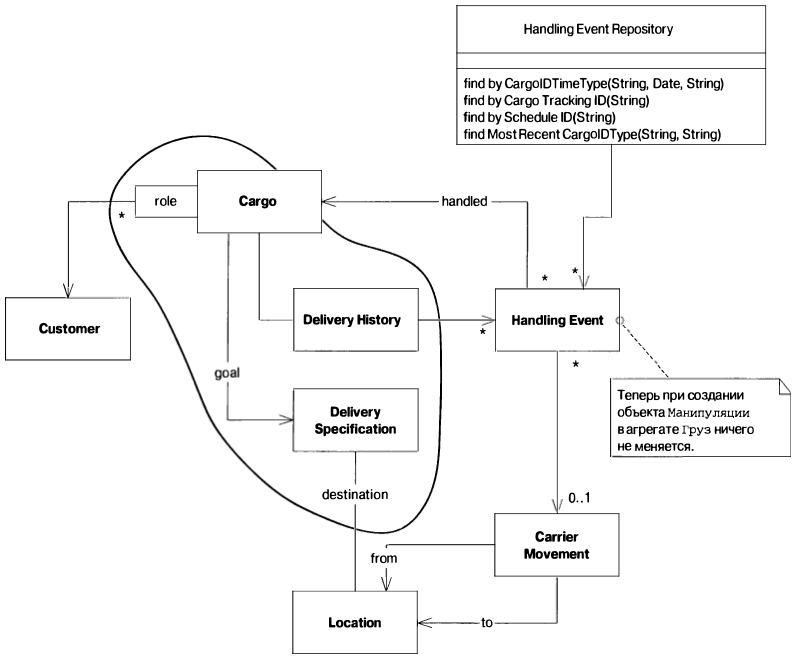 Handling Event Repository
find by CargoIDTimeType(String, Date, String)
find by Cargo Tracking ID(String)
find by Schedule ID(String)
find Most Recent CargoIDType(String, String)
role
Cargo
handled
*
*
*
Customer
Delivery History
*
Handling Event
*
goal
Delivery
Specification
Теперь при создании
объекта Манипуляции
в агрегате Груз ничего
не меняется.
destination
0..1
Carrier
Movement
from
Location
to